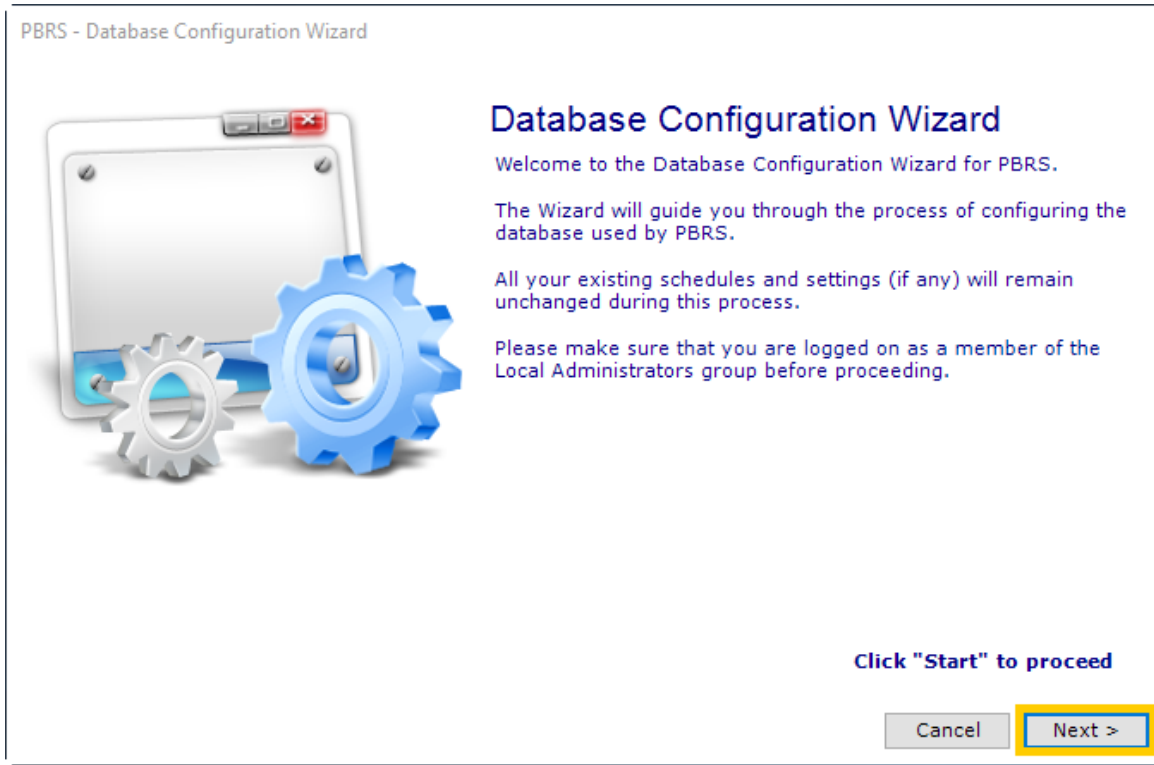 PBRS - Database Configuration Wizard
Database Configuration Wizard
Welcome to the Database Configuration Wizard for PBRS.
The Wizard will guide you through the process of configuring the
database used by PBRS.
All your existing schedules and settings (if any) will remain
unchanged during this process.
Please make sure that you are logged on as a member of the
Local Administrators group before proceeding.
Click "Start" to proceed
Cancel
Next >